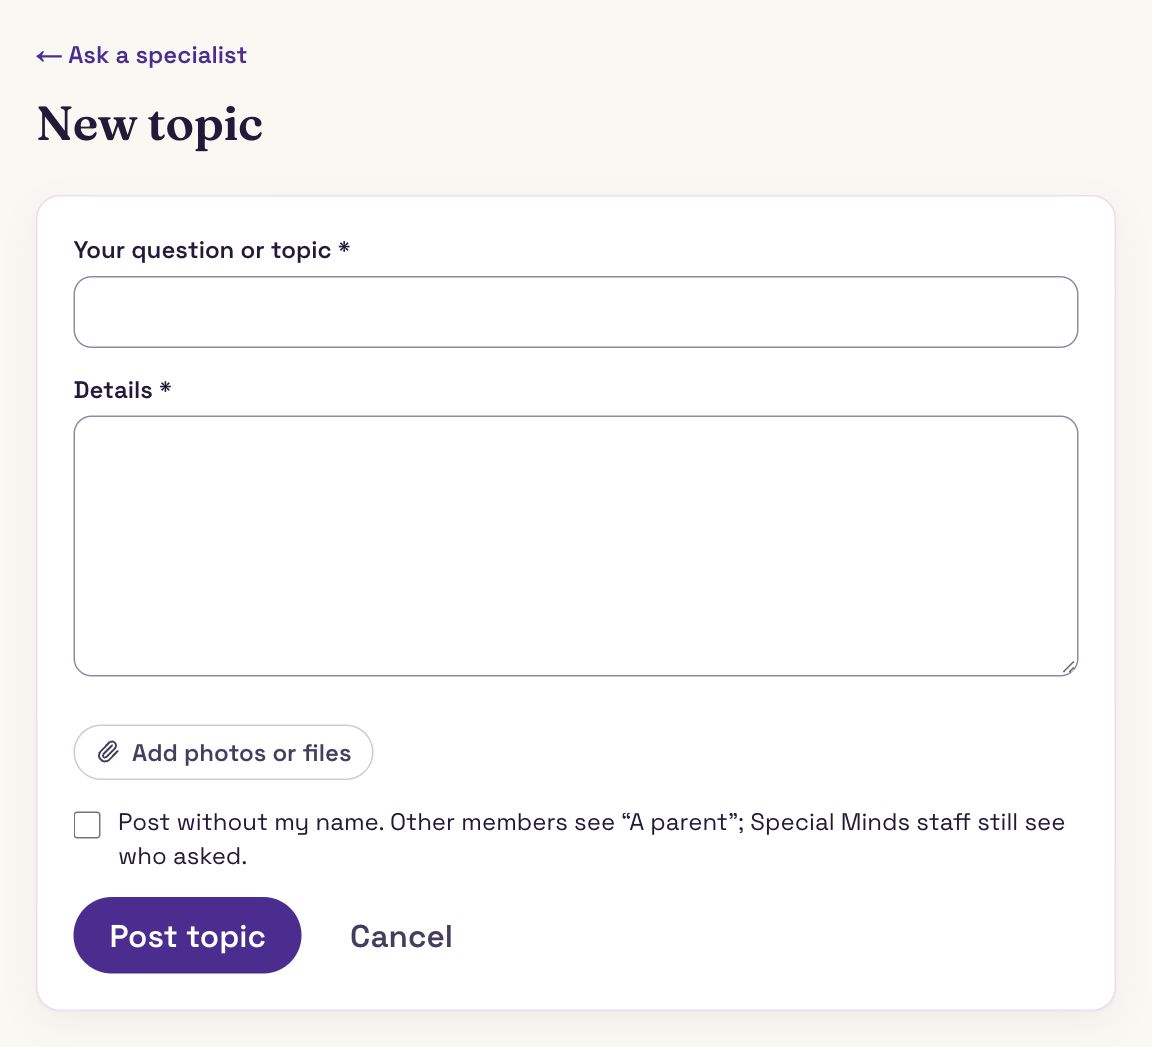 ← Ask a specialist
New topic
Your question or topic *
Details *
Add photos or files
Post without my name. Other members see “A parent”; Special Minds staff still see
who asked.
Post topic
Cancel